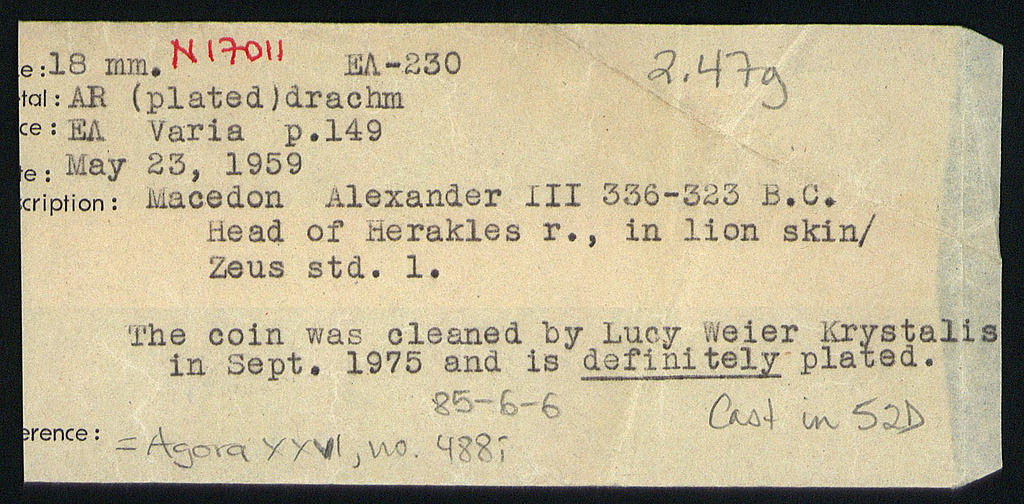 e: 18 mm. N17011 EΛ-230 2.47g
tal: AR (plated)drachm
ce: EΛ Varia p.149
e: May 23, 1959
cription: Macedon Alexander III 336-323 B.C.
Head of Herakles r., in lion skin/
Zeus std. l.
The coin was cleaned by Lucy Weier Krystalis
in Sept. 1975 and is definitely plated.
85-6-6 Cast in 52D
erence: = Agora XXVI, no. 488i